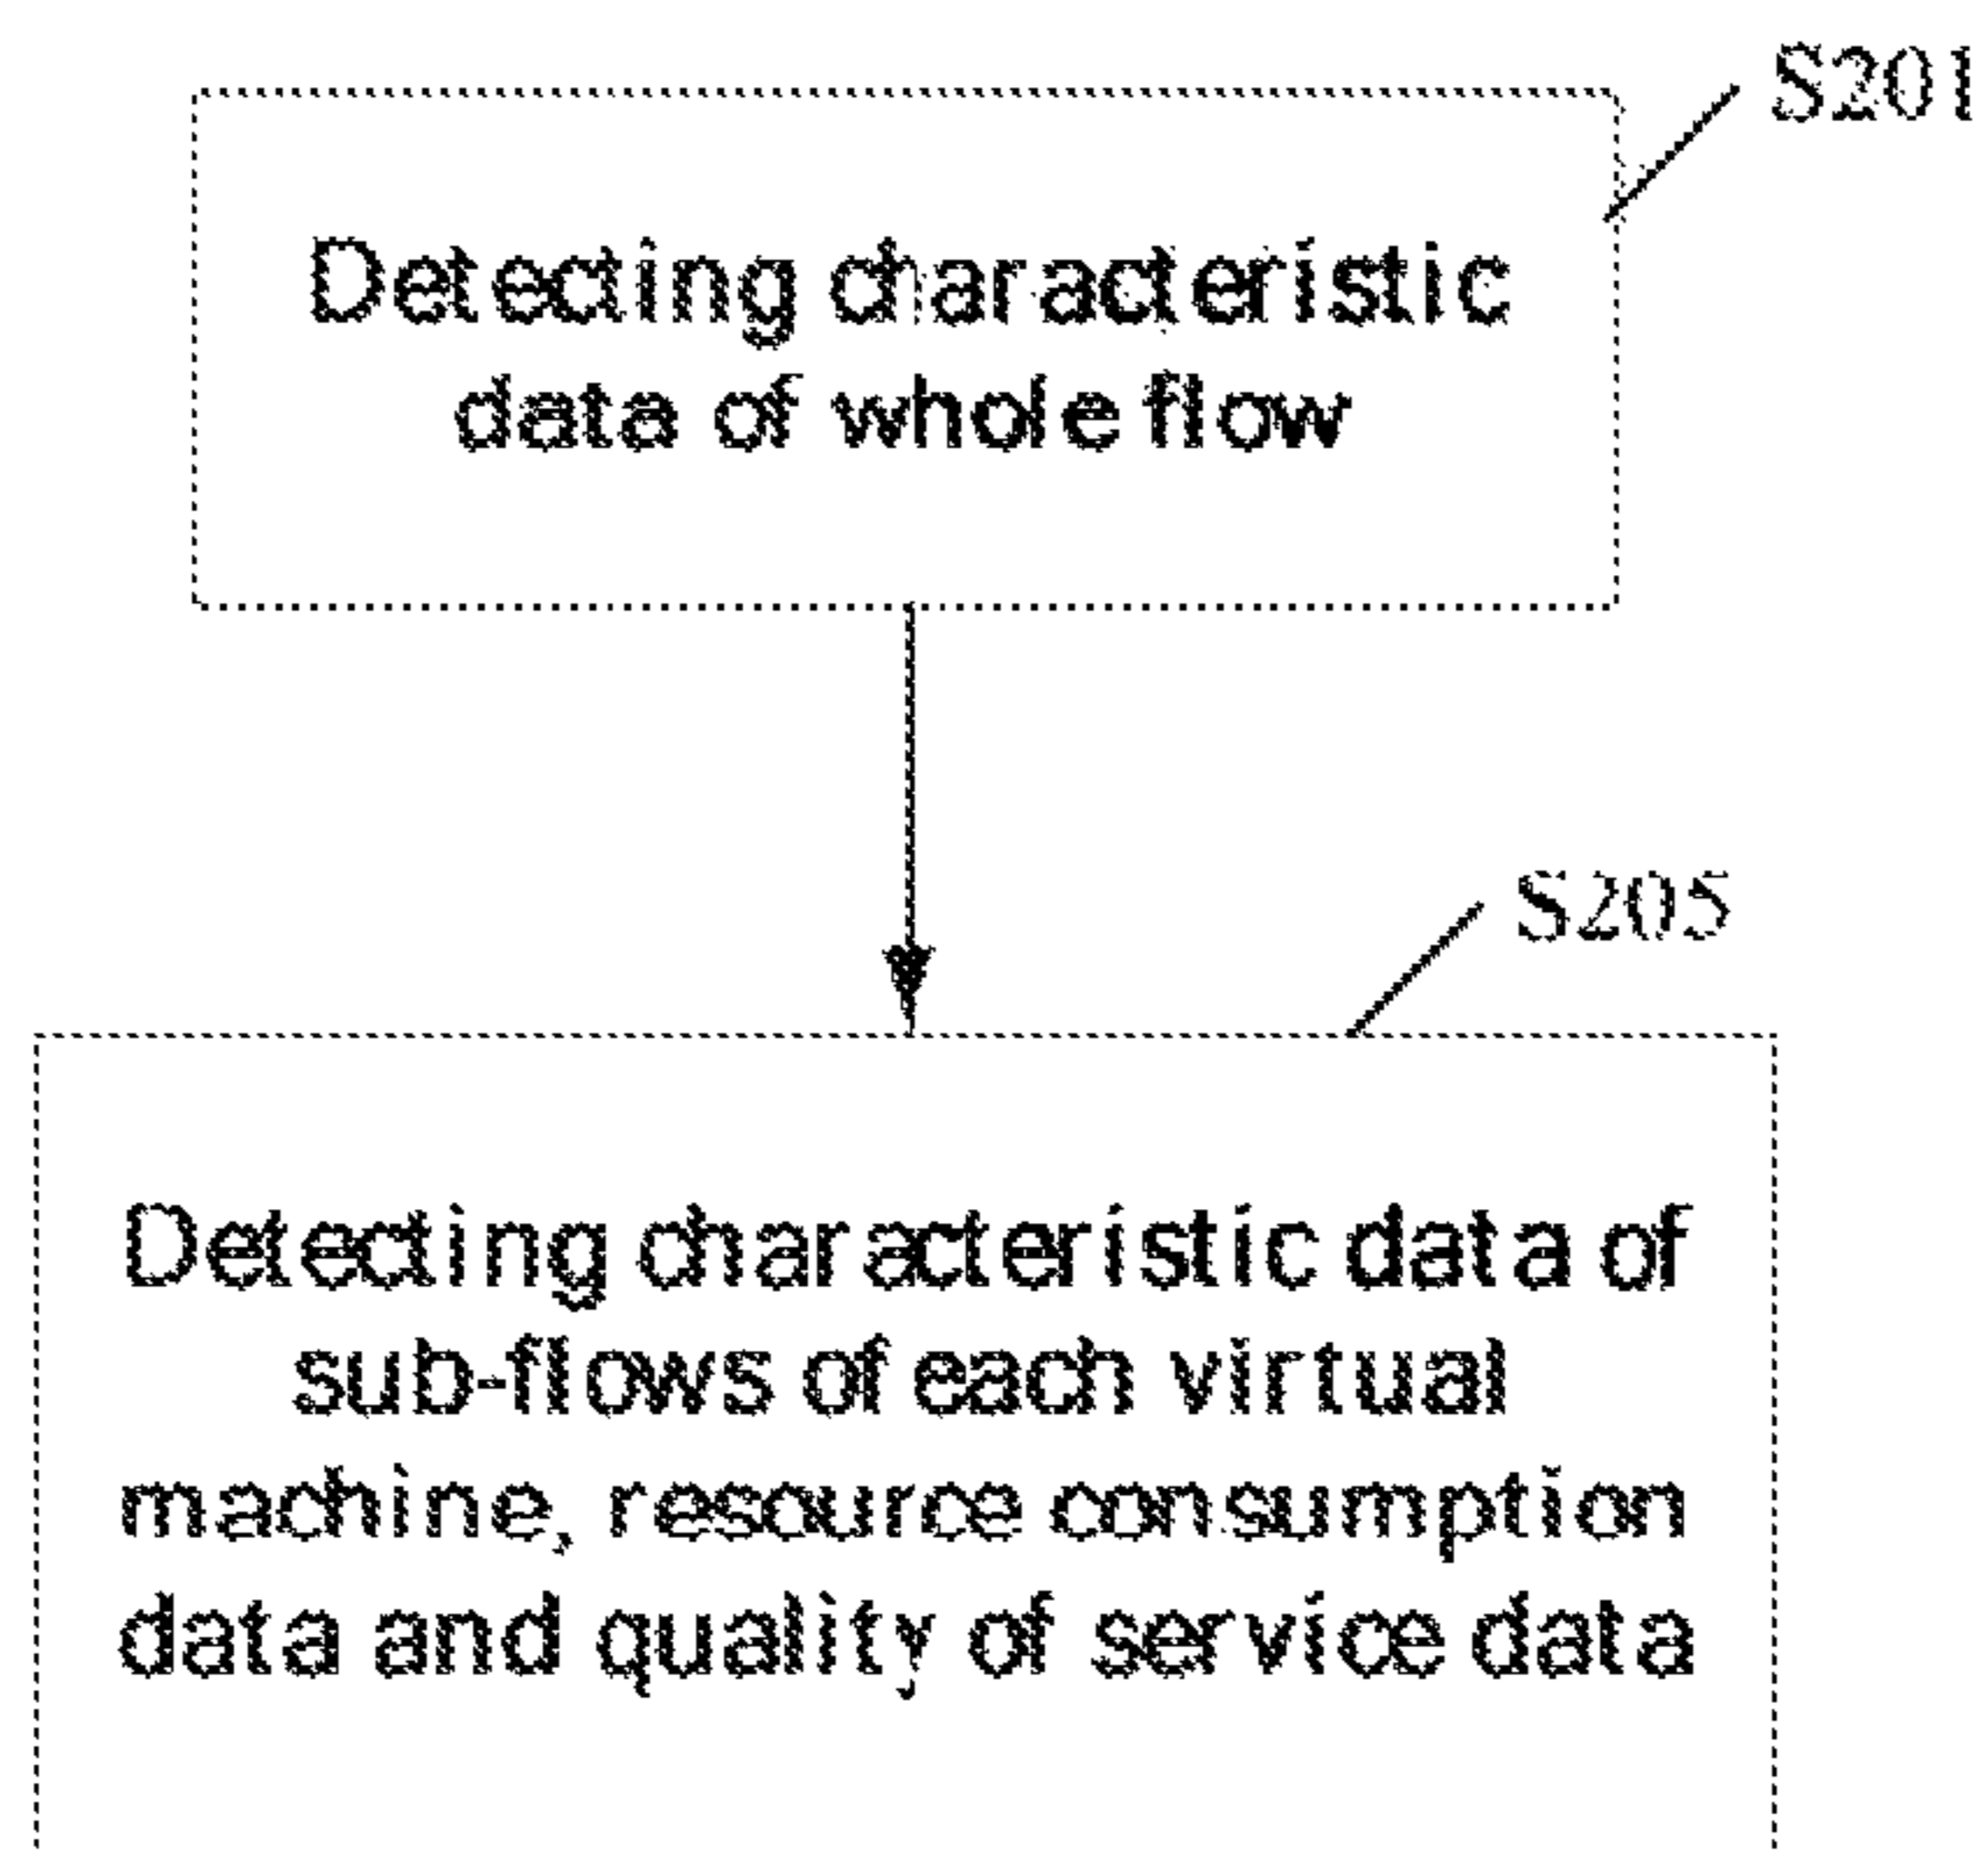 S201
Detecting characteristic
data of whole flow
S205
Detecting characteristic data of
sub-flows of each virtual
machine, resource consumption
data and quality of service data